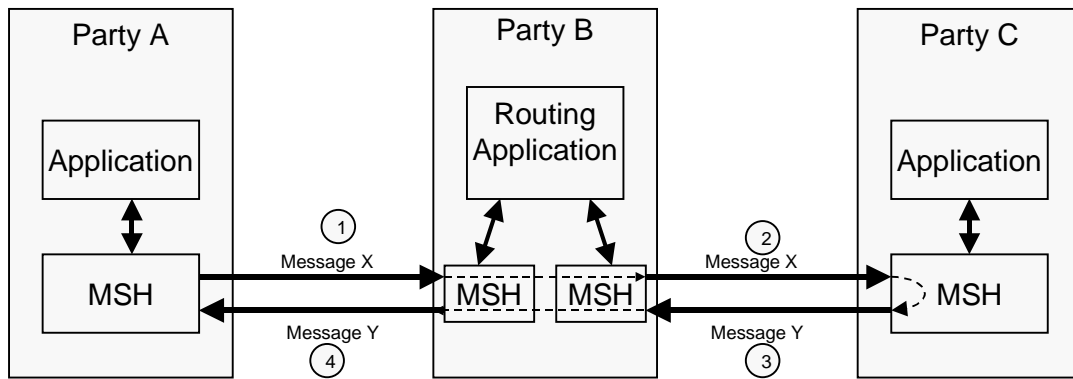 Party A
Party B
Party C
Routing
Application
Application
Application
1
Message X
2
Message X
MSH
MSH
MSH
MSH
Message Y
4
Message Y
3